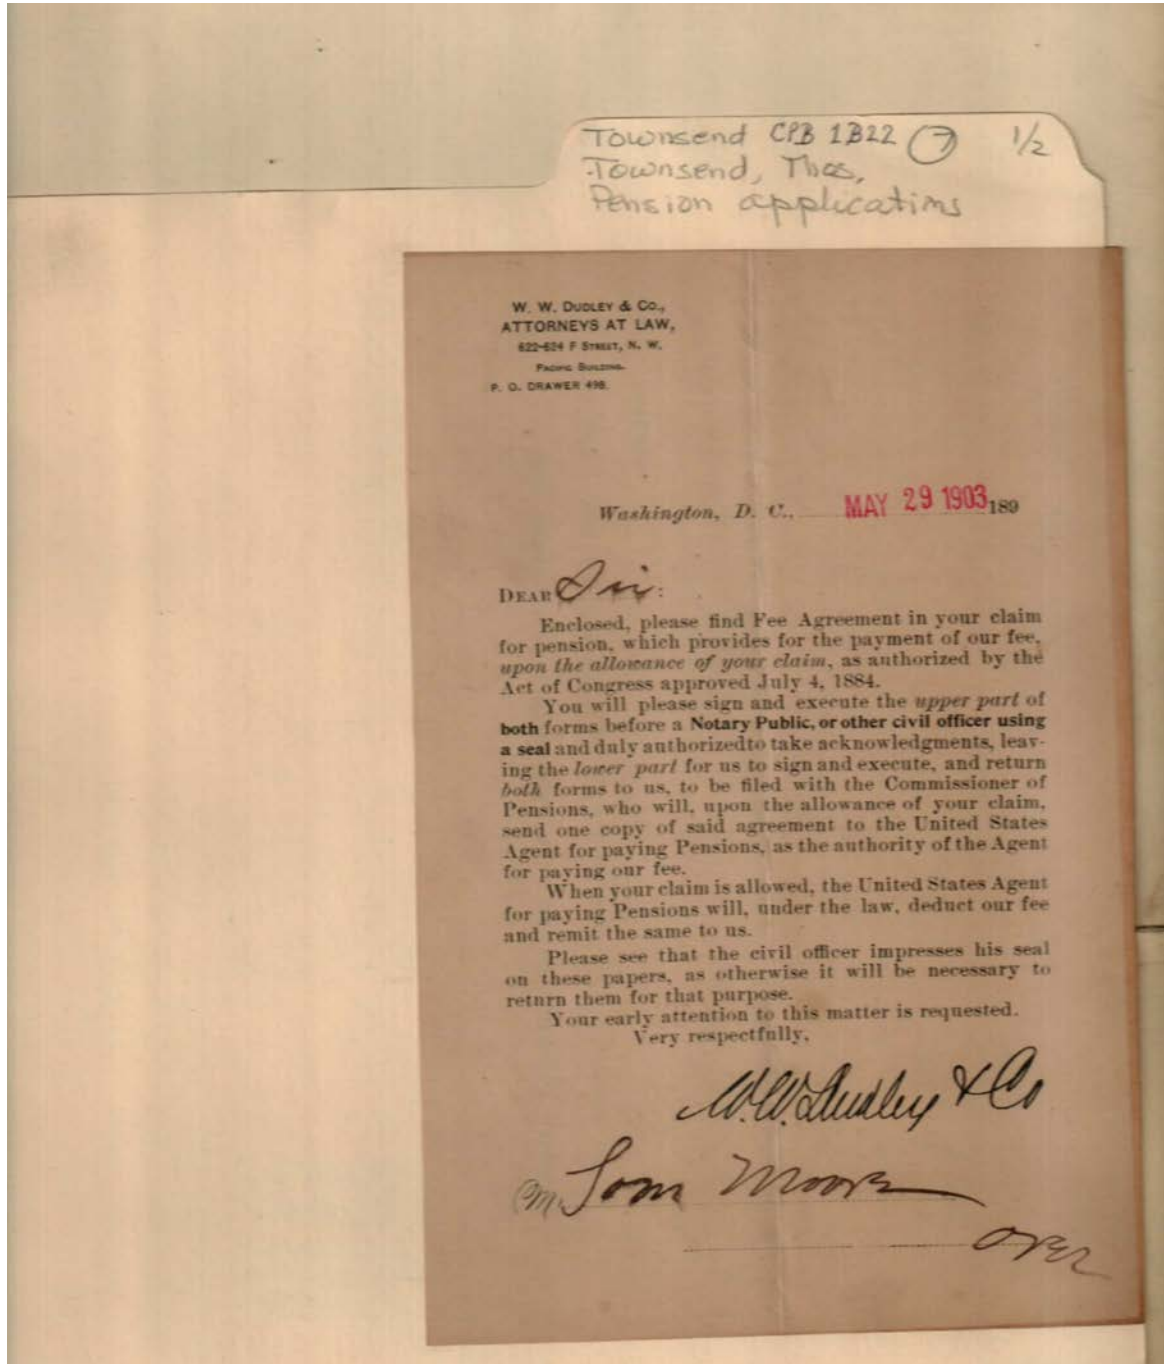 Townsend CPB 1B22 7 1/2
Townsend, Thos,
Pension applications
W. W. DUDLEY & CO.,
ATTORNEYS AT LAW,
622-624 F STREET, N. W.
PACIFIC BUILDING.
P. O. DRAWER 498.
Washington, D. C., MAY 29 1903 189
DEAR Sir:
Enclosed, please find Fee Agreement in your claim
for pension, which provides for the payment of our fee,
upon the allowance of your claim, as authorized by the
Act of Congress approved July 4, 1884.
You will please sign and execute the upper part of
both forms before a Notary Public, or other civil officer using
a seal and duly authorizedto take acknowledgments, leav-
ing the lower part for us to sign and execute, and return
both forms to us, to be filed with the Commissioner of
Pensions, who will, upon the allowance of your claim,
send one copy of said agreement to the United States
Agent for paying Pensions, as the authority of the Agent
for paying our fee.
When your claim is allowed, the United States Agent
for paying Pensions will, under the law, deduct our fee
and remit the same to us.
Please see that the civil officer impresses his seal
on these papers, as otherwise it will be necessary to
return them for that purpose.
Your early attention to this matter is requested.
Very respectfully,
W. W. Dudley & Co
Tom Moore
over